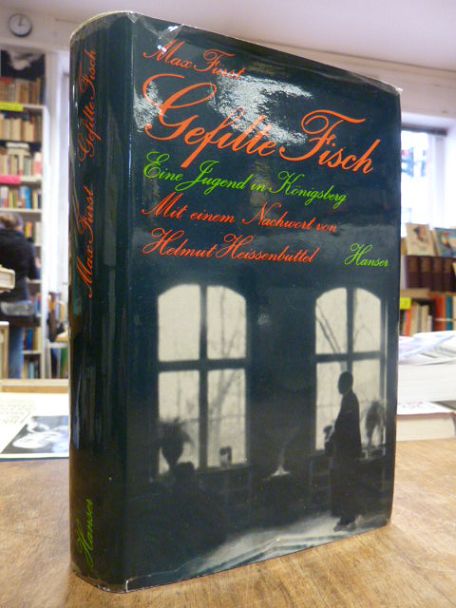 Max Fürst
Gefilte Fisch
Eine Jugend in Königsberg
Mit einem Nachwort von
Helmut Heissenbüttel
Hanser
Max Fürst Gefilte Fisch
Hanser